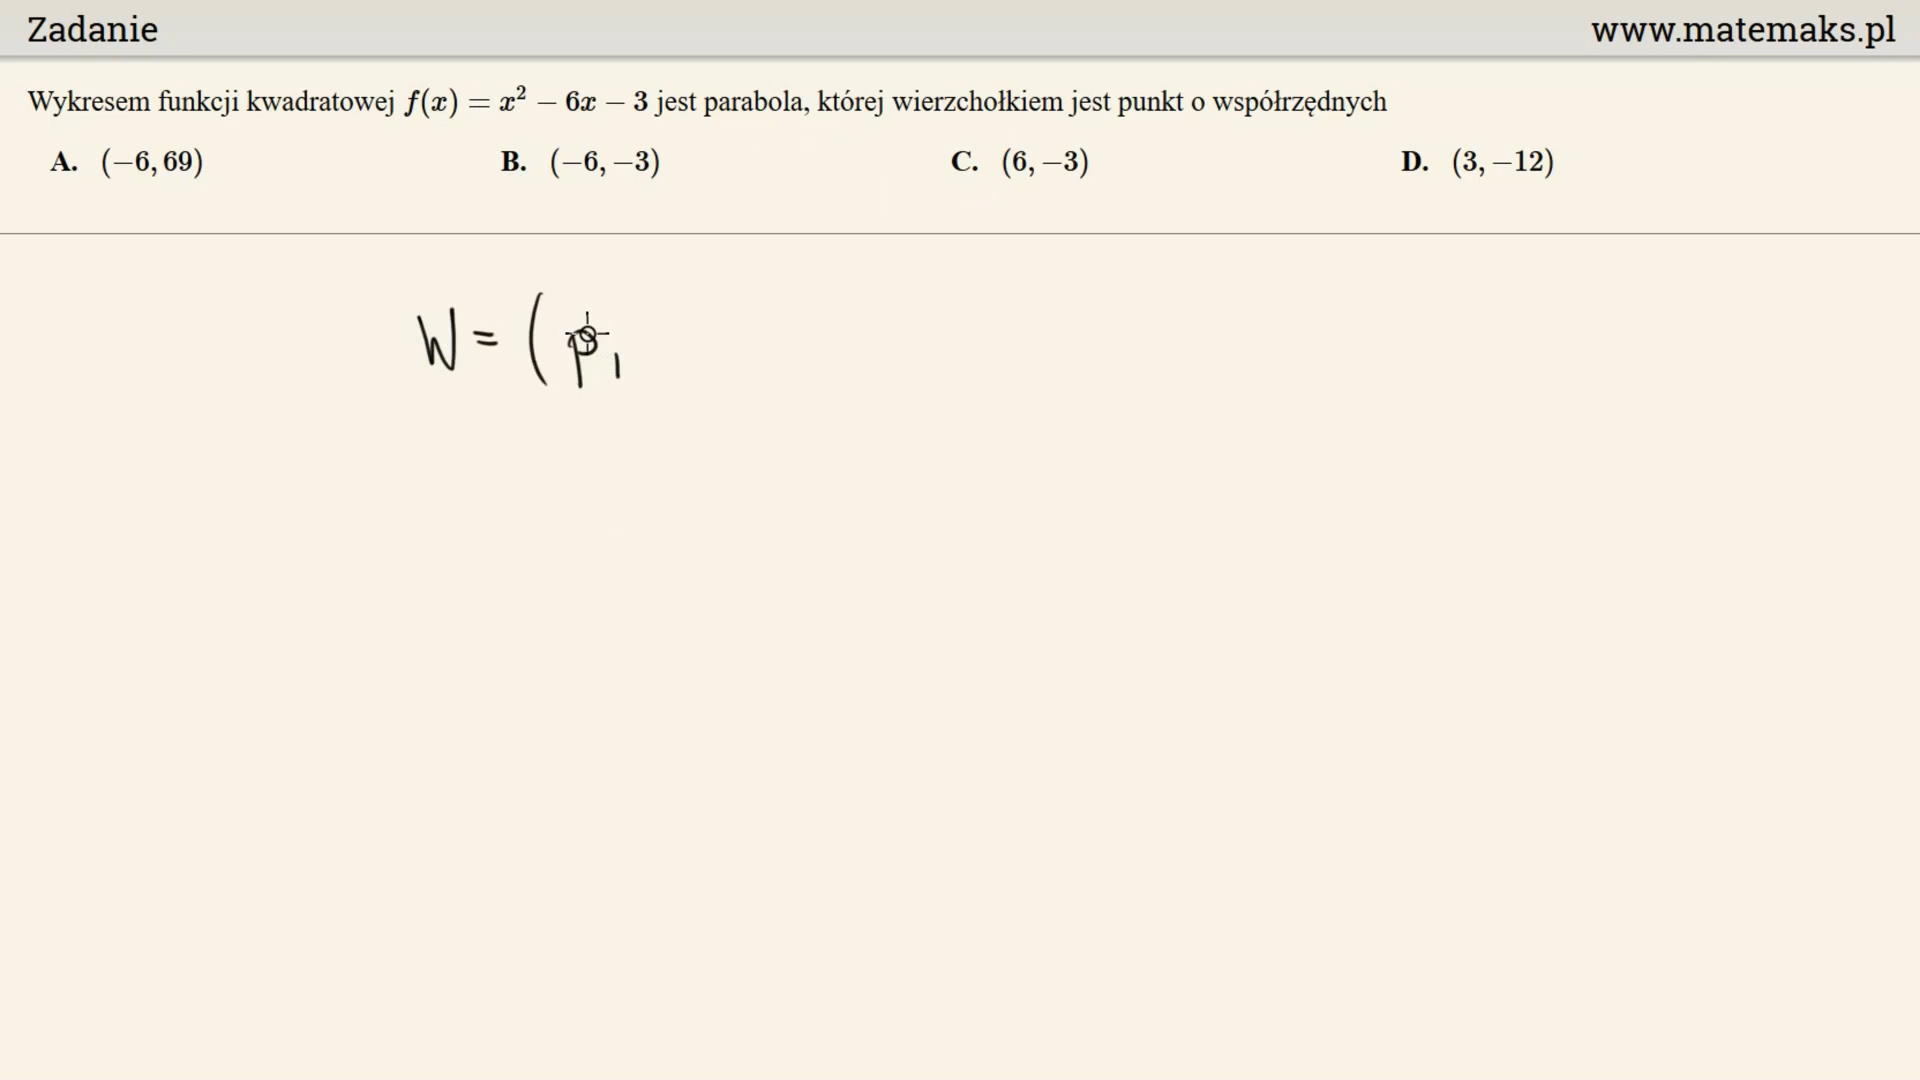 Zadanie www.matemaks.pl
Wykresem funkcji kwadratowej f(x) = x² − 6x − 3 jest parabola, której wierzchołkiem jest punkt o współrzędnych
A. (−6, 69) B. (−6, −3) C. (6, −3) D. (3, −12)
W = ( p,